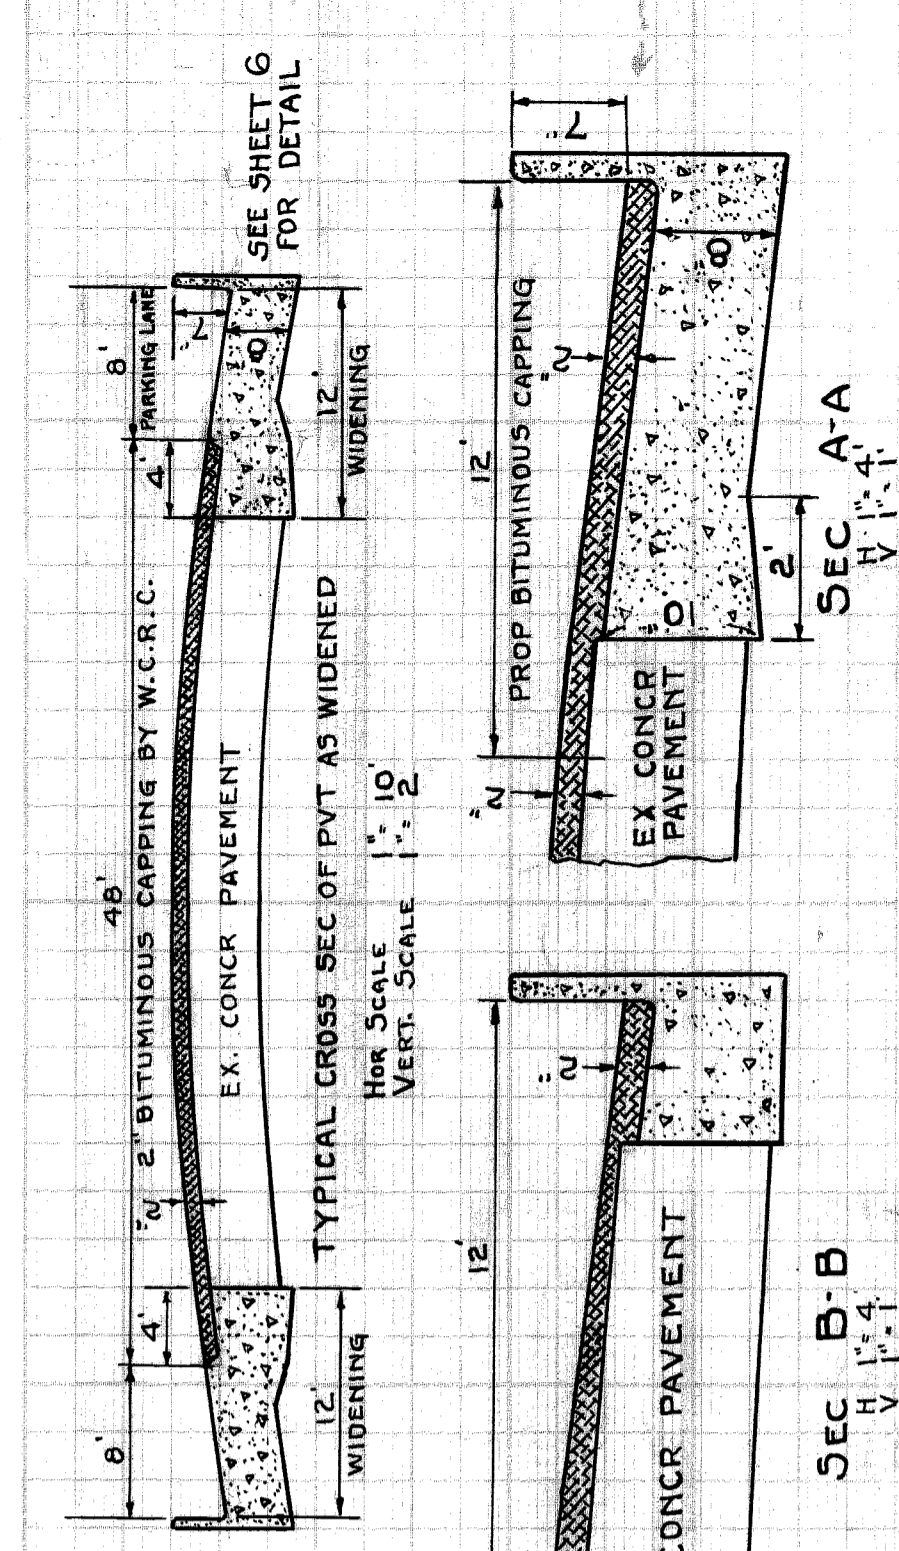 8'
48'
8'
PARKING LANE
4'
2" BITUMINOUS CAPPING BY W.C.R.C.
4'
2"
7"
8"
EX. CONCR PAVEMENT
SEE SHEET 6
FOR DETAIL
12'
WIDENING
12'
WIDENING
TYPICAL CROSS SEC OF PVT AS WIDENED
HOR SCALE 1" = 10'
VERT. SCALE 1" = 2'
12'
2"
CONCR PAVEMENT
SEC B-B
H 1" = 4'
V 1" = 1'
12'
PROP BITUMINOUS CAPPING
7"
2"
2"
8"
10"
EX CONCR
PAVEMENT
2'
SEC A-A
H 1" = 4'
V 1" = 1'